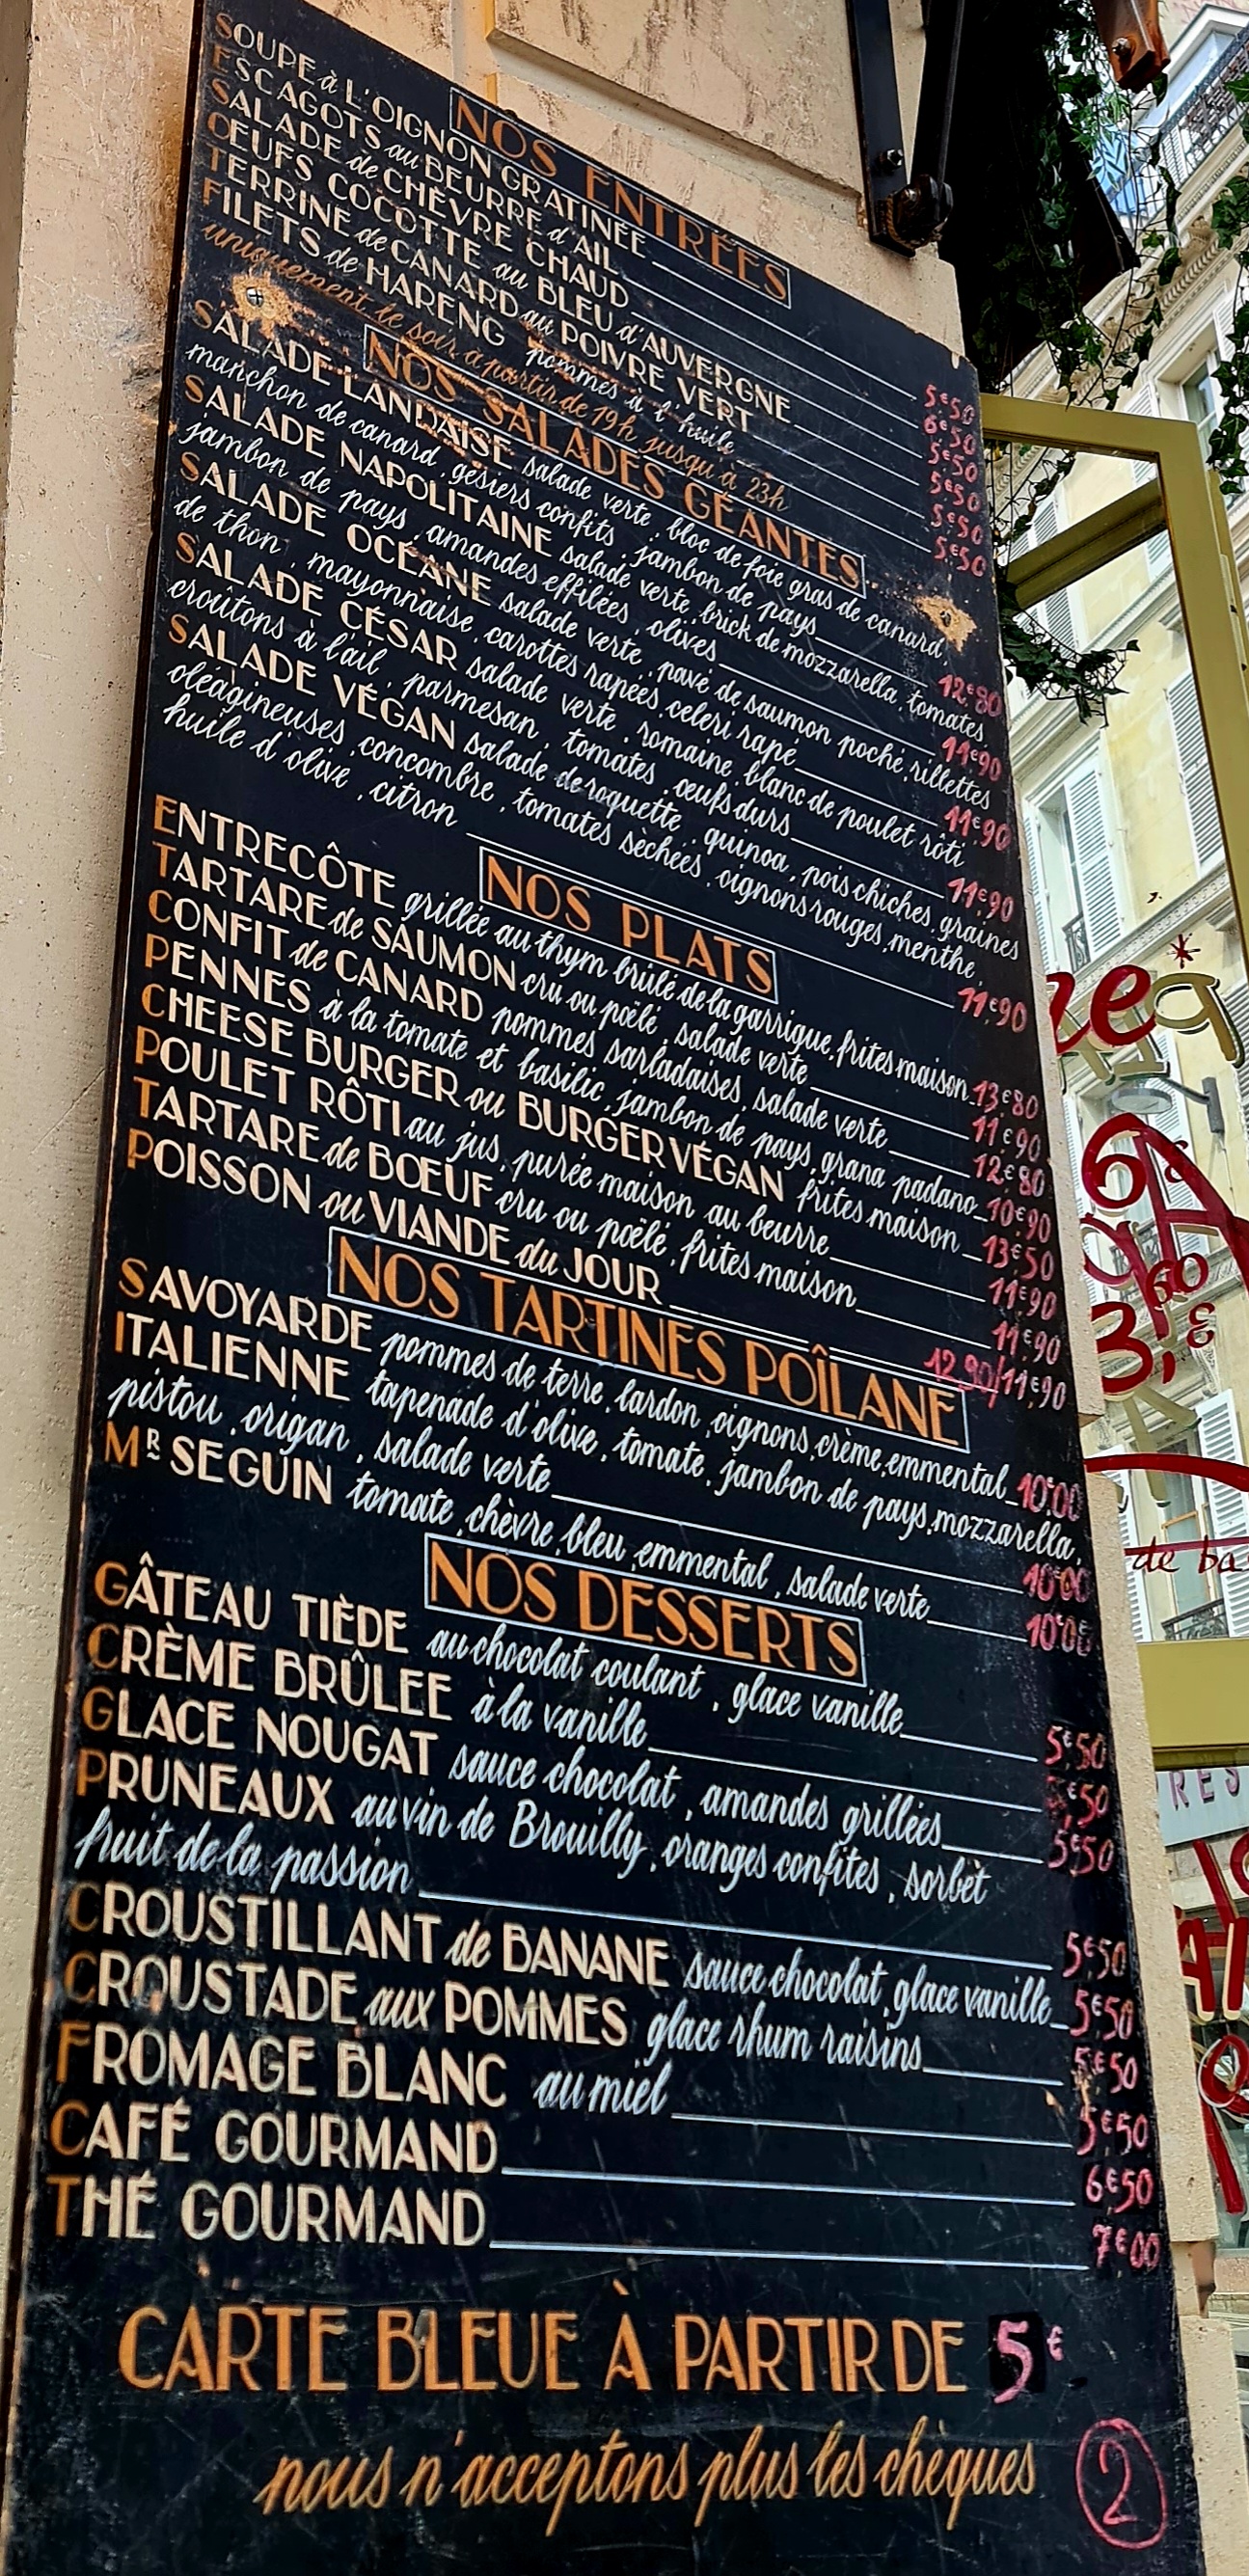 NOS ENTRÉES
SOUPE à L'OIGNON GRATINÉE 5€50
ESCAGOTS au BEURRE d'AIL 6€50
SALADE de CHÈVRE CHAUD 5€50
OEUFS COCOTTE au BLEU d'AUVERGNE 5€50
TERRINE de CANARD au POIVRE VERT 5€50
FILETS de HARENG pommes à l'huile 5€50
uniquement le soir à partir de 19h jusqu'à 23h
NOS SALADES GÉANTES
SALADE LANDAISE salade verte, bloc de foie gras de canard,
manchon de canard, gésiers confits, jambon de pays 12€80
SALADE NAPOLITAINE salade verte, brick de mozzarella, tomates
jambon de pays, amandes effilées, olives 11€90
SALADE OCÉANE salade verte, pavé de saumon poché, rillettes
de thon, mayonnaise, carottes rapées, celeri rapé 11€90
SALADE CÉSAR salade verte, romaine, blanc de poulet rôti
croûtons à l'ail, parmesan, tomates, œufs durs 11€90
SALADE VÉGAN salade de roquette, quinoa, pois chiches, graines
oléagineuses, concombre, tomates sèchées, oignons rouges, menthe,
huile d'olive, citron 11€90
NOS PLATS
ENTRECÔTE grillée au thym brûlé de la garrigue, frites maison 13€80
TARTARE de SAUMON cru ou poêlé, salade verte 11€90
CONFIT de CANARD pommes sarladaises, salade verte 12€80
PENNES à la tomate et basilic, jambon de pays, grana padano 10€90
CHEESE BURGER ou BURGER VÉGAN frites maison 13€50
POULET RÔTI au jus, purée maison au beurre 11€90
TARTARE de BŒUF cru ou poêlé, frites maison 11€90
POISSON ou VIANDE du JOUR 12.90/11€90
NOS TARTINES POÎLANE
SAVOYARDE pommes de terre, lardon, oignons, crème, emmental 10€00
ITALIENNE tapenade d'olive, tomate, jambon de pays, mozzarella,
pistou, origan, salade verte 10€00
MR SEGUIN tomate, chèvre, bleu, emmental, salade verte 10€00
NOS DESSERTS
GÂTEAU TIÈDE au chocolat coulant, glace vanille 5€50
CRÈME BRÛLEE à la vanille 5€50
GLACE NOUGAT sauce chocolat, amandes grillées 5€50
PRUNEAUX au vin de Brouilly, oranges confites, sorbet
fruit de la passion 5€50
CROUSTILLANT de BANANE sauce chocolat, glace vanille 5€50
CROUSTADE aux POMMES glace rhum raisins 5€50
FROMAGE BLANC au miel 5€50
CAFÉ GOURMAND 6€50
THÉ GOURMAND 7€00
CARTE BLEUE À PARTIR DE 5€
nous n'acceptons plus les chèques
2
de ba